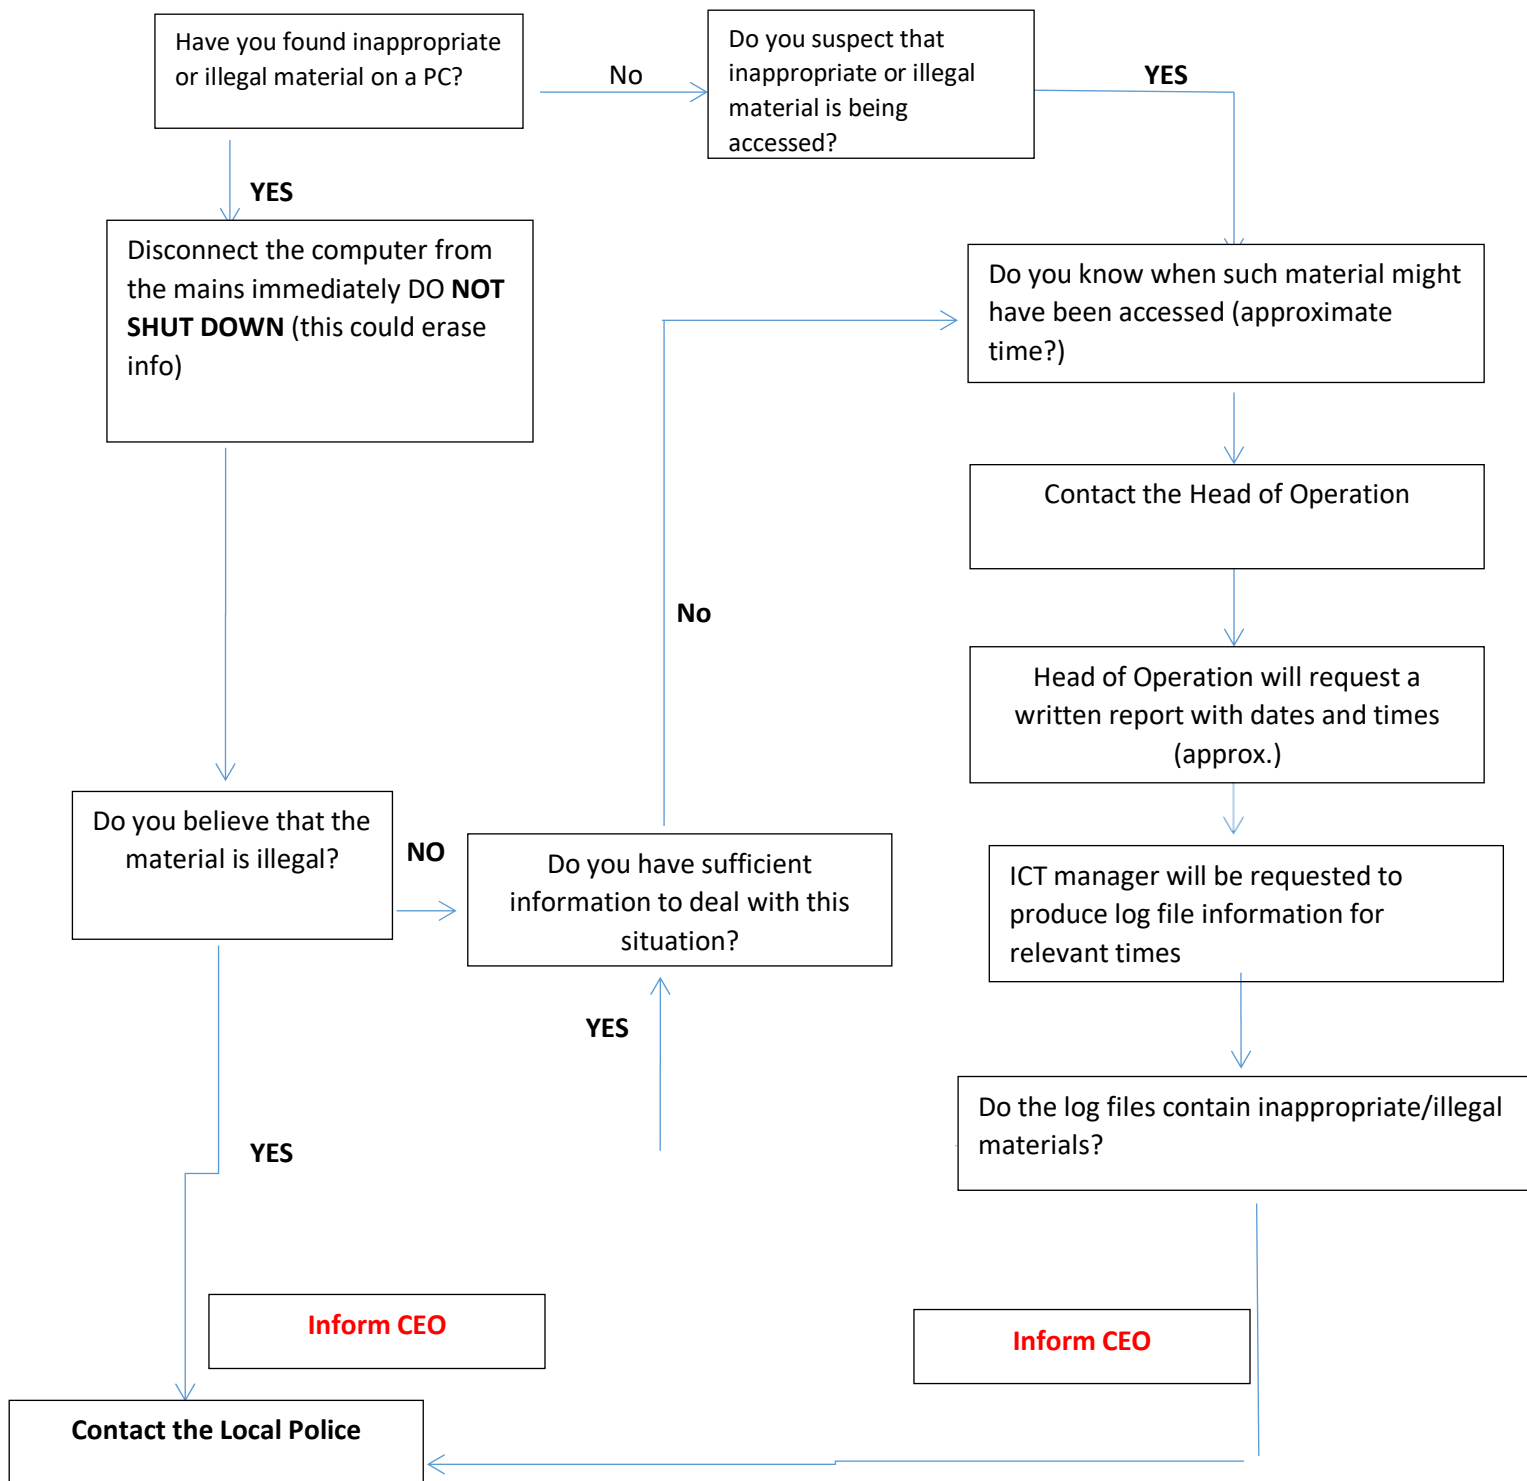 Have you found inappropriate
or illegal material on a PC?
No
Do you suspect that
inappropriate or illegal
material is being
accessed?
YES
YES
Disconnect the computer from
the mains immediately DO NOT
SHUT DOWN (this could erase
info)
Do you know when such material might
have been accessed (approximate
time?)
Contact the Head of Operation
No
Head of Operation will request a
written report with dates and times
(approx.)
Do you believe that the
material is illegal?
NO
Do you have sufficient
information to deal with this
situation?
ICT manager will be requested to
produce log file information for
relevant times
YES
Do the log files contain inappropriate/illegal
materials?
YES
Inform CEO
Inform CEO
Contact the Local Police